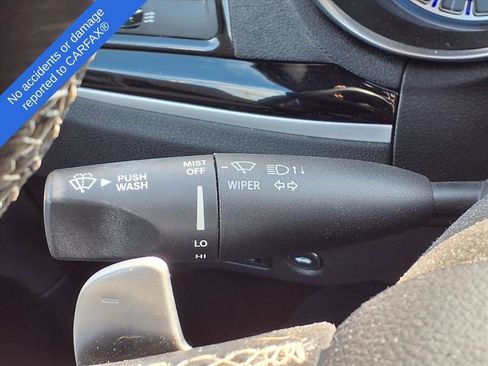 No accidents or damage
reported to CARFAX®
PUSH
WASH
MIST
OFF
LO
HI
WIPER